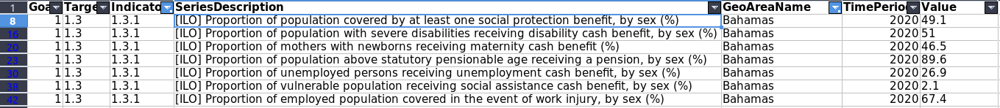 1 Goa Targe Indicato SeriesDescription GeoAreaName TimePerio Value
8 1 1.3 1.3.1 [ILO] Proportion of population covered by at least one social protection benefit, by sex (%) Bahamas 2020 49.1
16 1 1.3 1.3.1 [ILO] Proportion of population with severe disabilities receiving disability cash benefit, by sex (%) Bahamas 2020 51
20 1 1.3 1.3.1 [ILO] Proportion of mothers with newborns receiving maternity cash benefit (%) Bahamas 2020 46.5
23 1 1.3 1.3.1 [ILO] Proportion of population above statutory pensionable age receiving a pension, by sex (%) Bahamas 2020 89.6
30 1 1.3 1.3.1 [ILO] Proportion of unemployed persons receiving unemployment cash benefit, by sex (%) Bahamas 2020 26.9
38 1 1.3 1.3.1 [ILO] Proportion of vulnerable population receiving social assistance cash benefit, by sex (%) Bahamas 2020 2.1
42 1 1.3 1.3.1 [ILO] Proportion of employed population covered in the event of work injury, by sex (%) Bahamas 2020 67.4